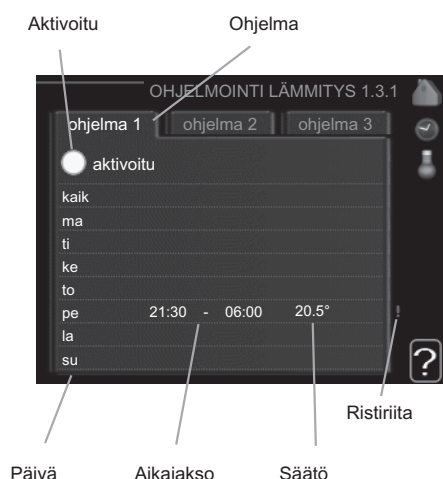 Aktivoitu Ohjelma
OHJELMOINTI LÄMMITYS 1.3.1
ohjelma 1 ohjelma 2 ohjelma 3
aktivoitu
kaik
ma
ti
ke
to
pe 21:30 - 06:00 20.5° !
la
su
?
Ristiriita
Päivä Aikajakso Säätö